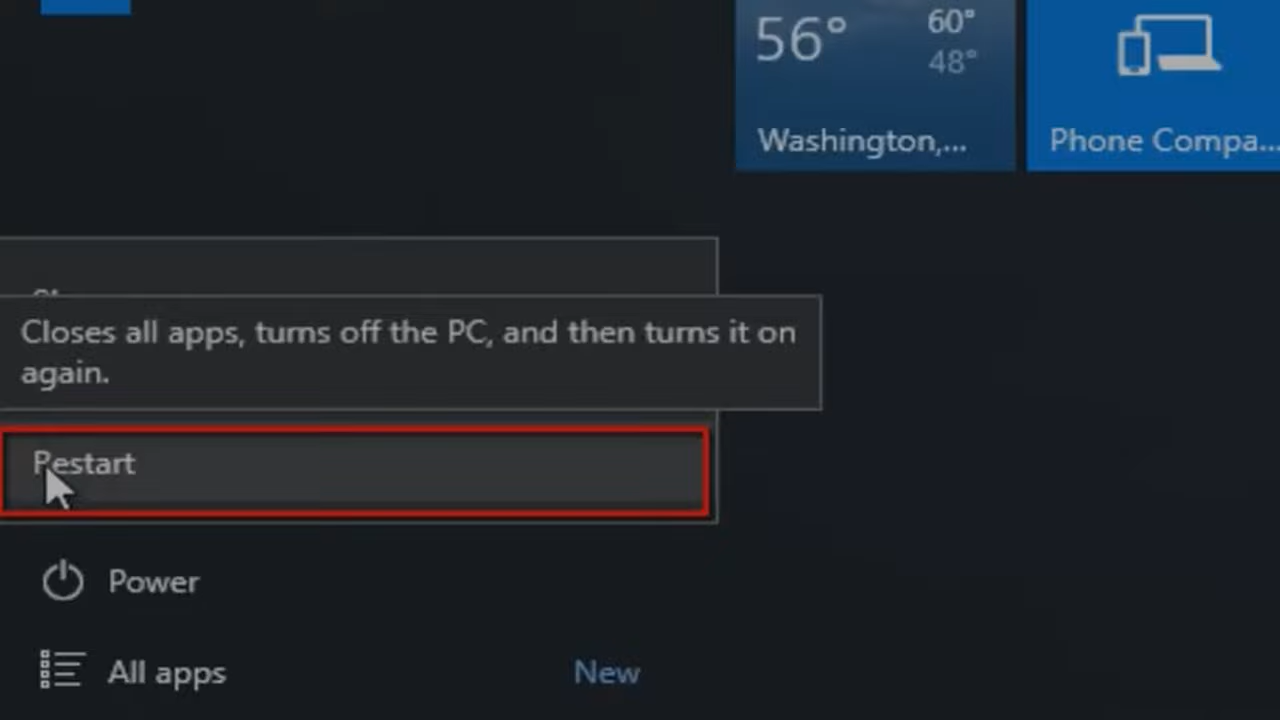 56°
60°
48°
Washington,...
Phone Compa...
Closes all apps, turns off the PC, and then turns it on
again.
Restart
Power
All apps
New